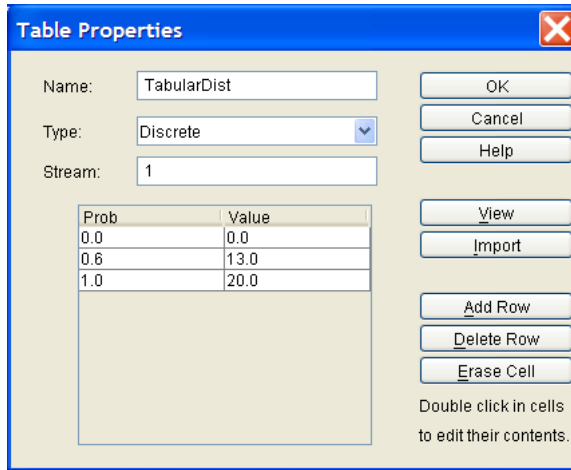 Table Properties
Name: TabularDist
OK
Cancel
Type: Discrete
Help
Stream: 1
Prob Value
View
0.0 0.0
Import
0.6 13.0
1.0 20.0
Add Row
Delete Row
Erase Cell
Double click in cells
to edit their contents.